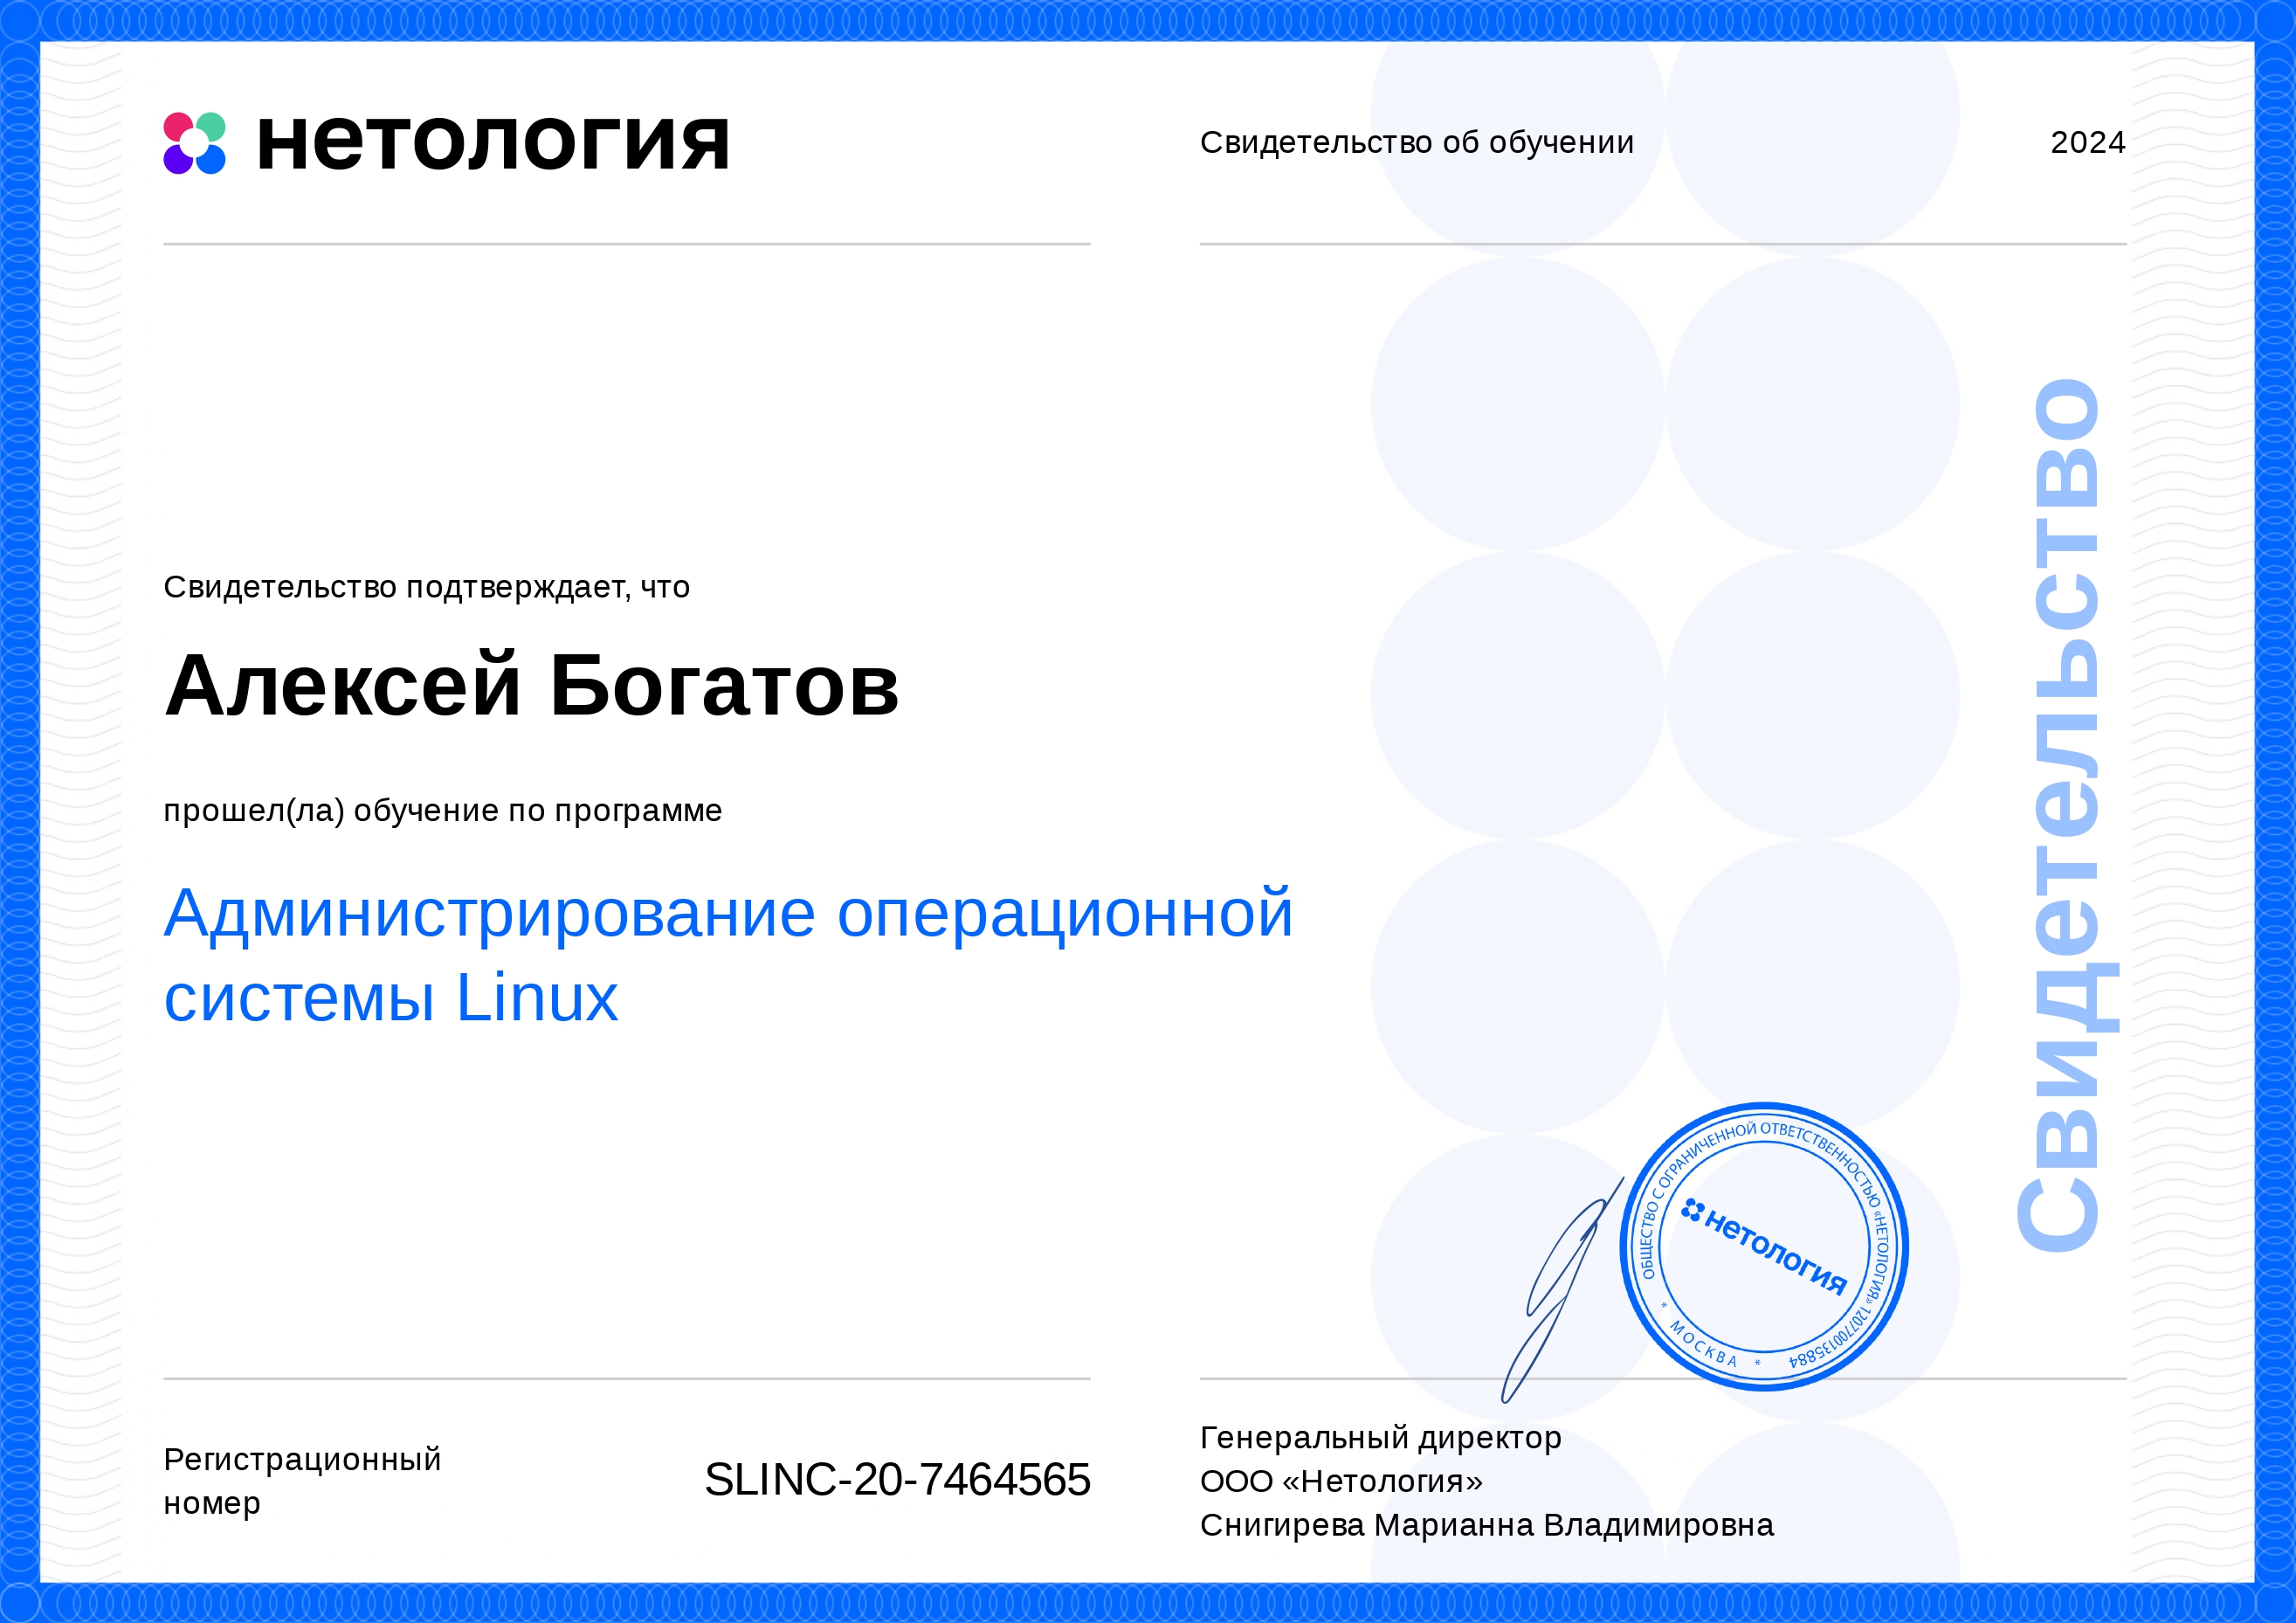 нетология
Свидетельство об обучении
2024
Свидетельство подтверждает, что
Алексей Богатов
прошел(ла) обучение по программе
Администрирование операционной
системы Linux
Свидетельство
ОБЩЕСТВО С ОГРАНИЧЕННОЙ ОТВЕТСТВЕННОСТЬЮ «НЕТОЛОГИЯ» 1207700135884
* МОСКВА *
нетология
Регистрационный
номер
SLINC-20-7464565
Генеральный директор
ООО «Нетология»
Снигирева Марианна Владимировна